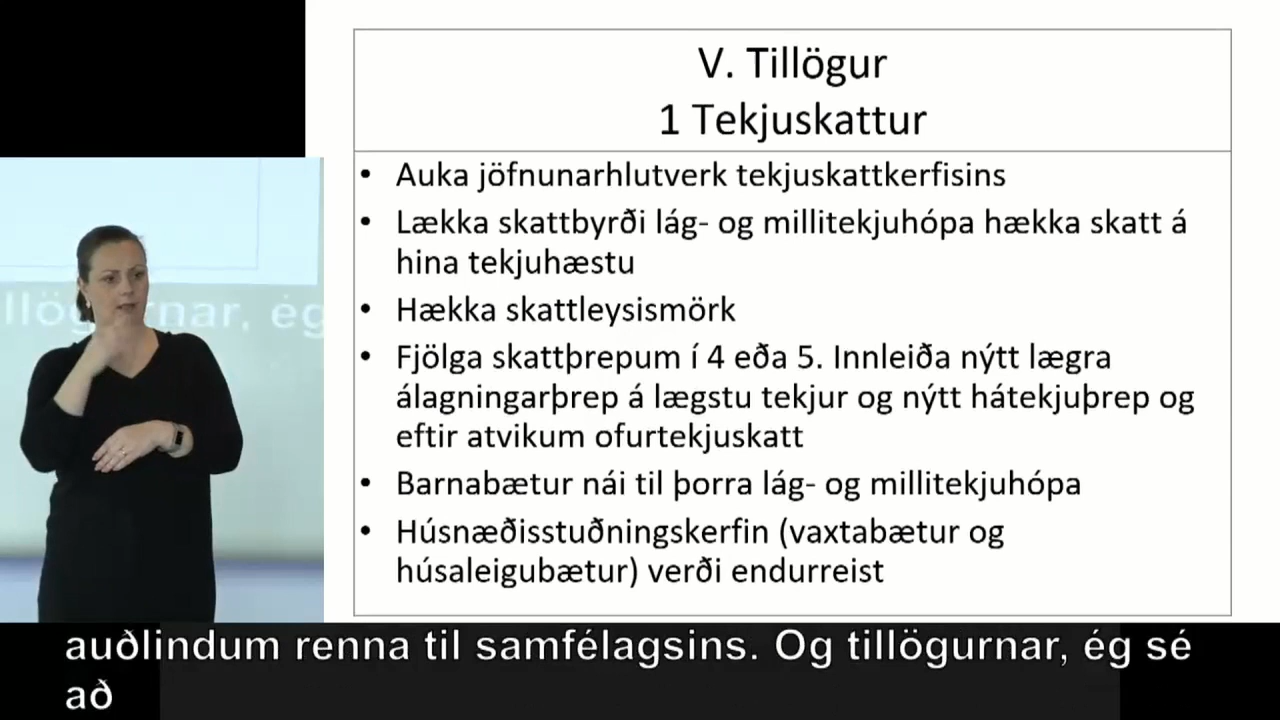 V. Tillögur
1 Tekjuskattur
• Auka jöfnunarhlutverk tekjuskattkerfisins
• Lækka skattbyrði lág- og millitekjuhópa hækka skatt á
hina tekjuhæstu
• Hækka skattleysismörk
• Fjölga skattþrepum í 4 eða 5. Innleiða nýtt lægra
álagningarþrep á lægstu tekjur og nýtt hátekjuþrep og
eftir atvikum ofurtekjuskatt
• Barnabætur nái til þorra lág- og millitekjuhópa
• Húsnæðisstuðningskerfin (vaxtabætur og
húsaleigubætur) verði endurreist
auðlindum renna til samfélagsins. Og tillögurnar, ég sé
að